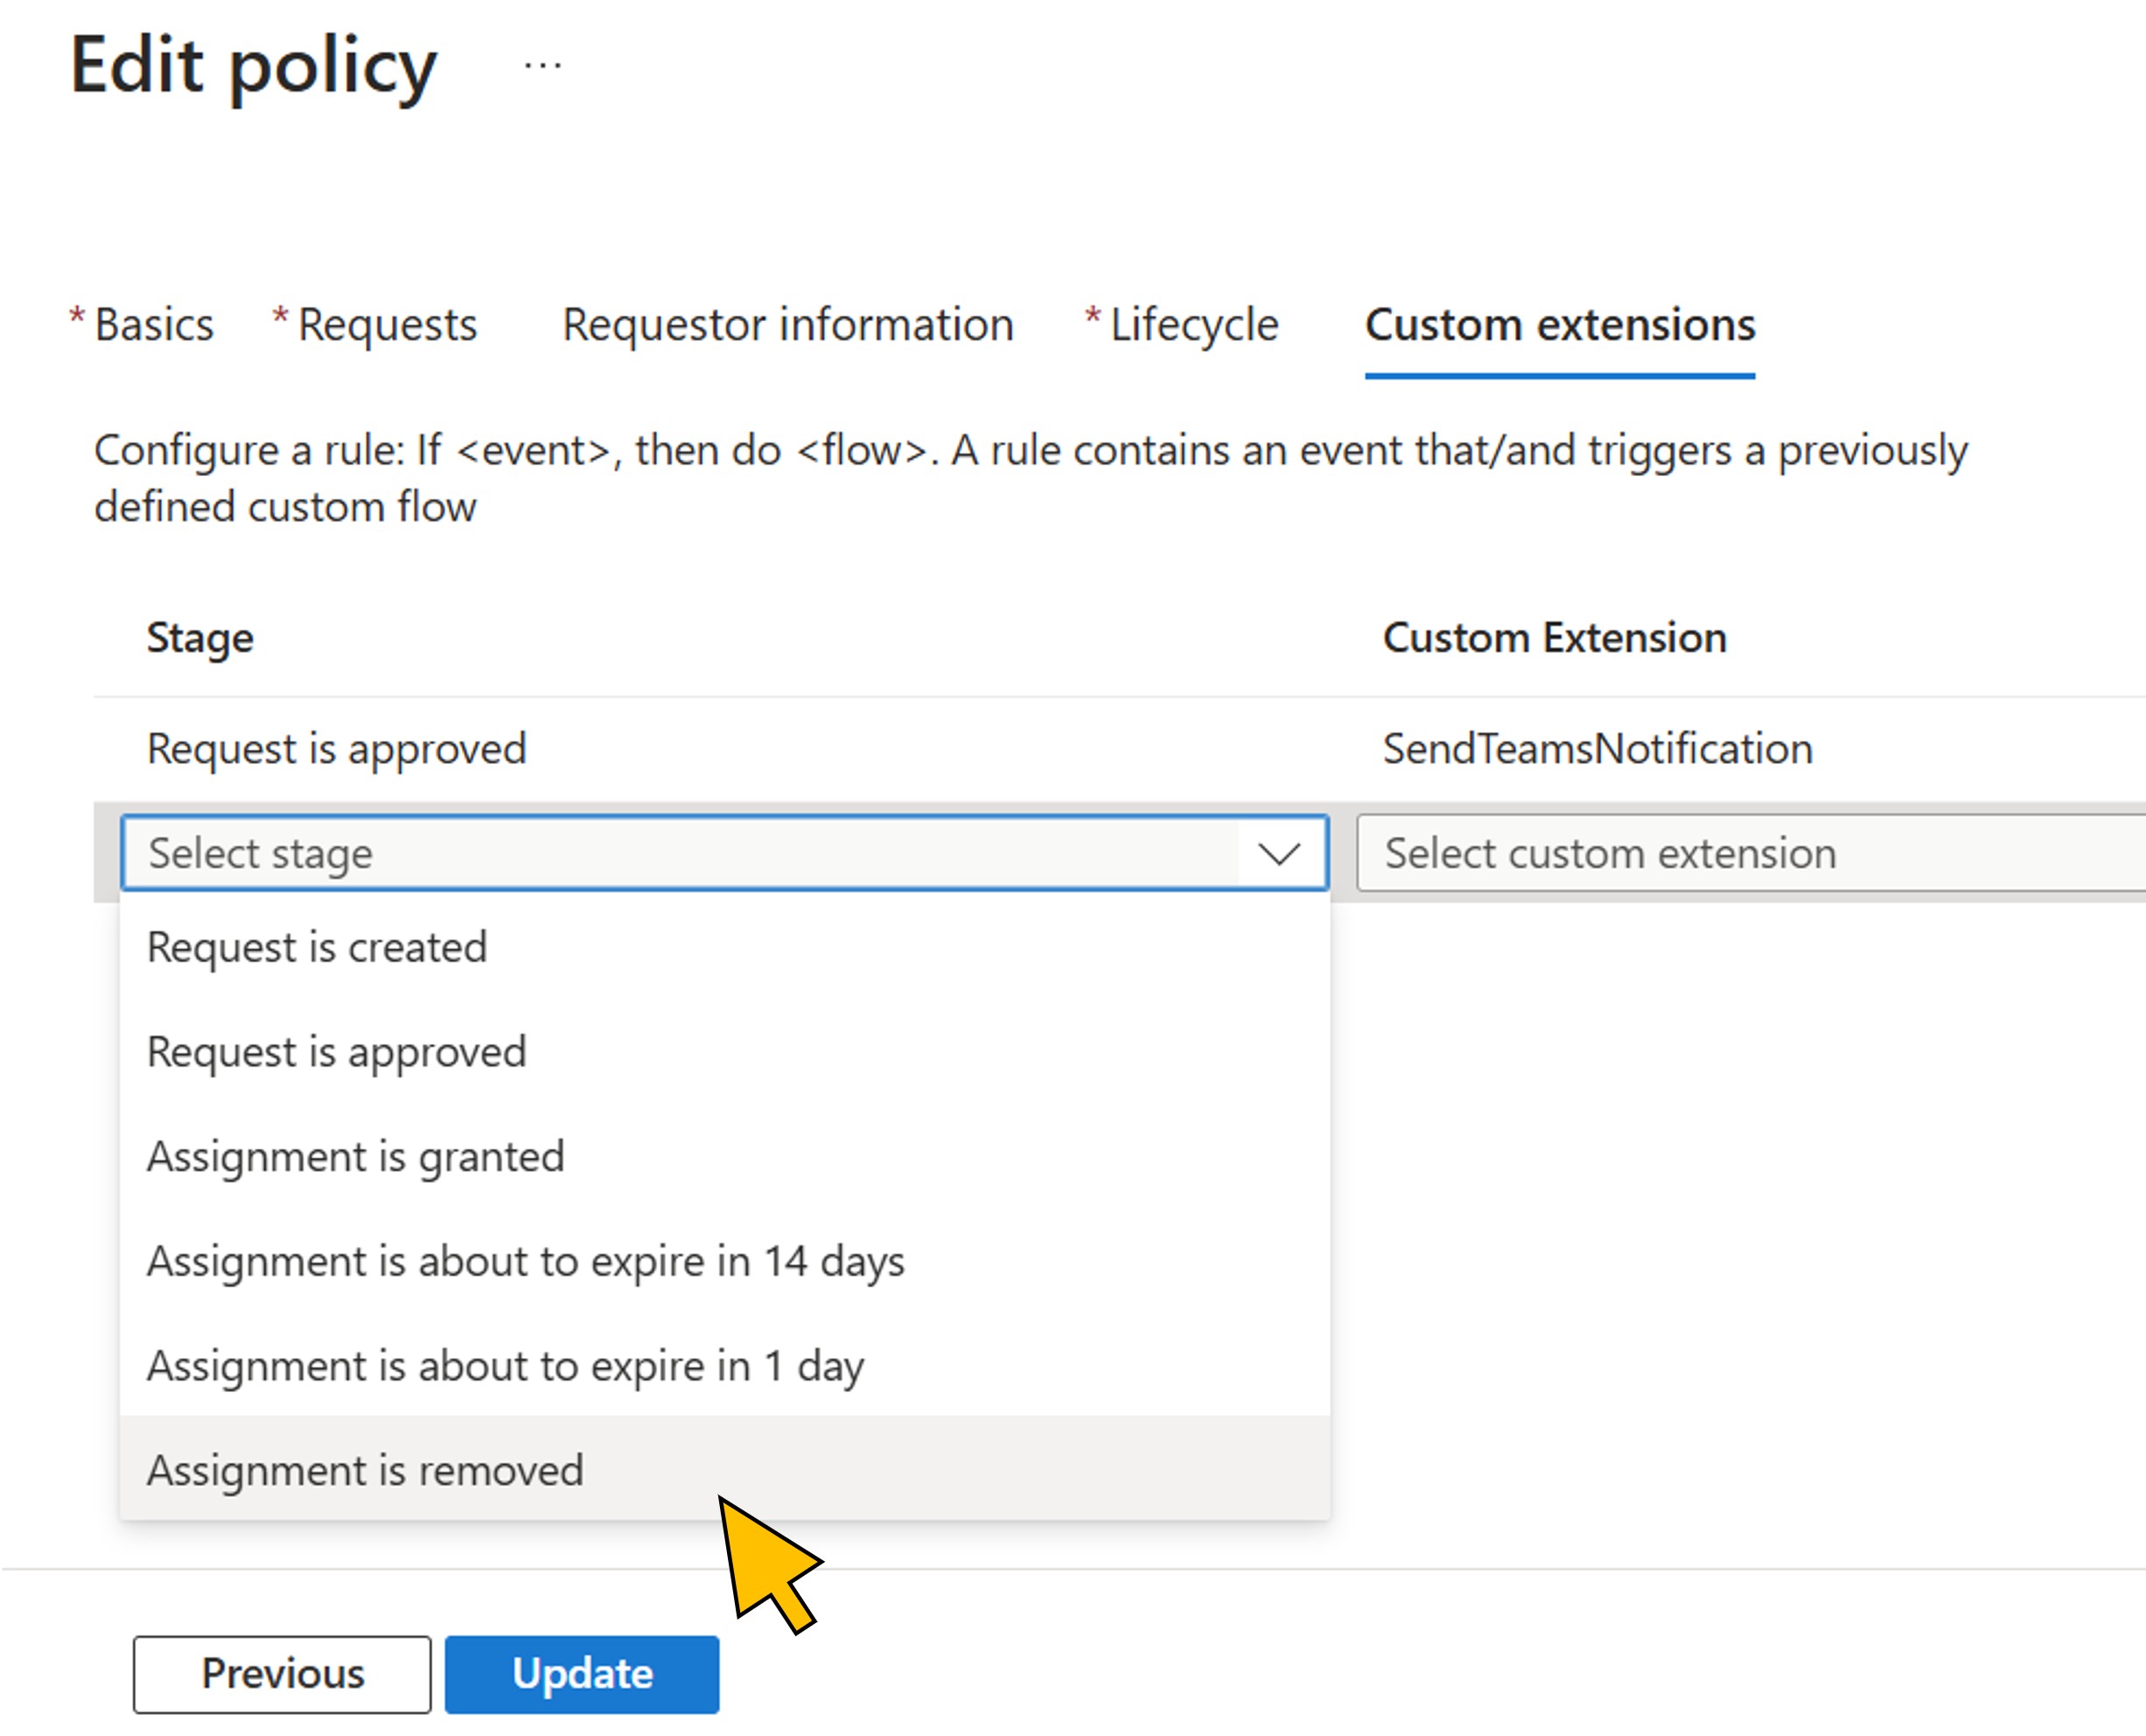 Edit policy ...
* Basics * Requests Requestor information * Lifecycle Custom extensions
Configure a rule: If <event>, then do <flow>. A rule contains an event that/and triggers a previously
defined custom flow
Stage Custom Extension
Request is approved SendTeamsNotification
Select stage Select custom extension
Request is created
Request is approved
Assignment is granted
Assignment is about to expire in 14 days
Assignment is about to expire in 1 day
Assignment is removed
Previous Update